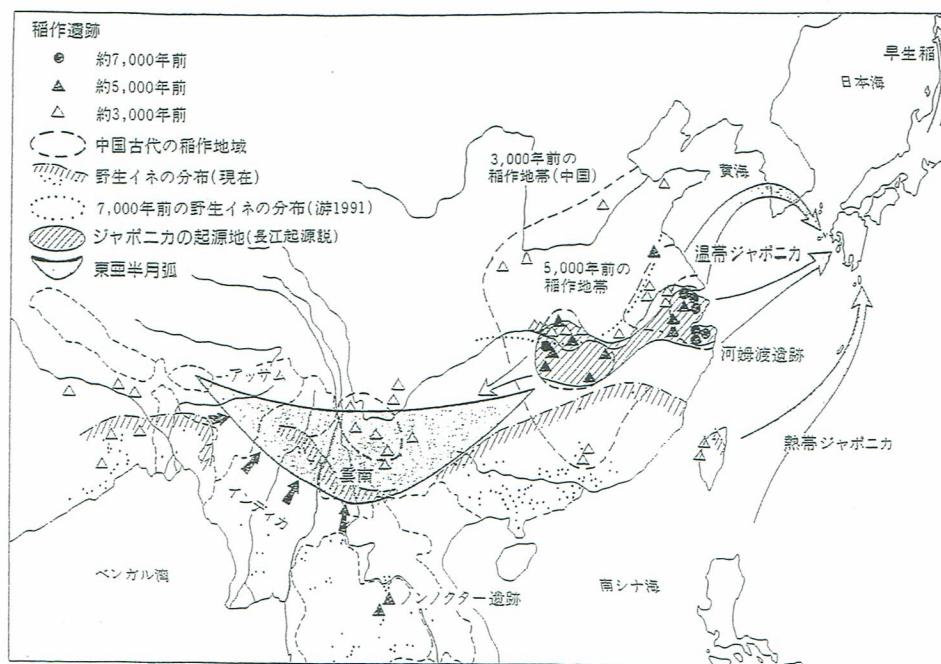 稲作遺跡
約7,000年前
約5,000年前
約3,000年前
中国古代の稲作地域
野生イネの分布(現在)
7,000年前の野生イネの分布(游1991)
ジャポニカの起源地(長江起源説)
東亜半月弧
早生稲
日本海
3,000年前の
稲作地帯(中国)
黄海
温帯ジャポニカ
5,000年前の
稲作地帯
河姆渡遺跡
アッサム
雲南
熱帯ジャポニカ
インディカ
ベンガル湾
ノンノクター遺跡
南シナ海